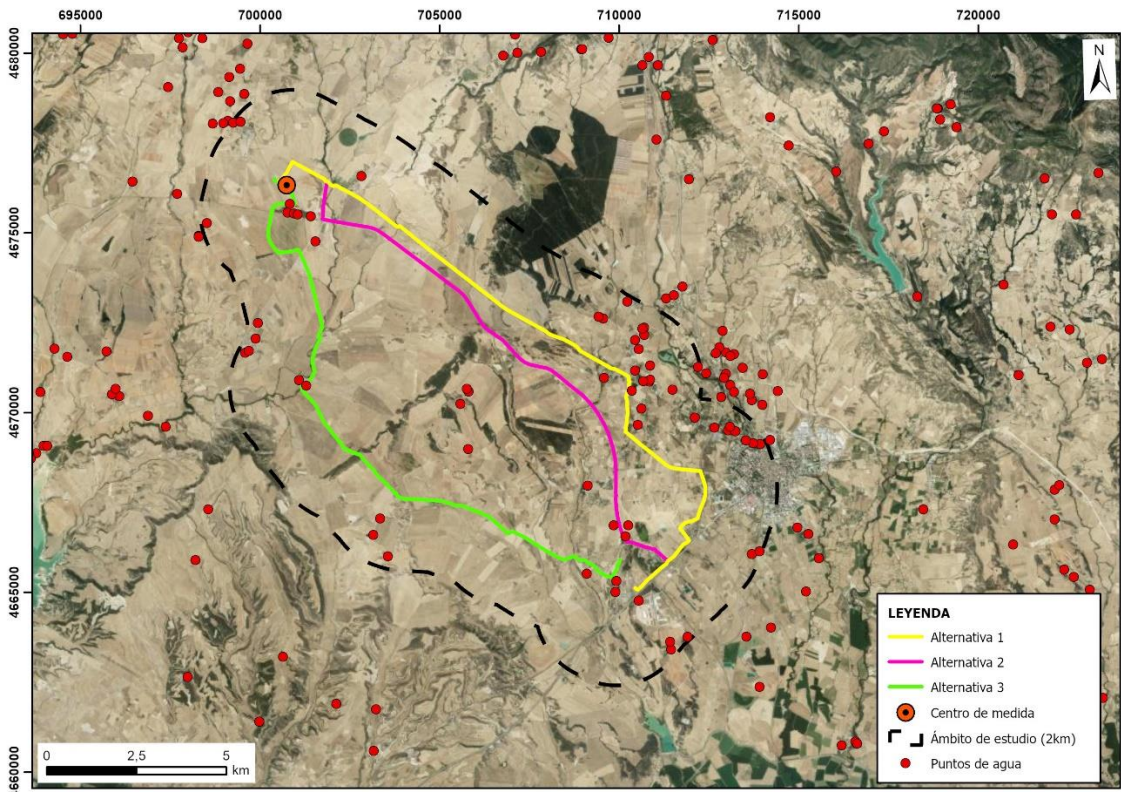 695000 700000 705000 710000 715000 720000
4680000
N
4675000
4670000
4665000
4660000
LEYENDA
Alternativa 1
Alternativa 2
Alternativa 3
Centro de medida
Ámbito de estudio (2km)
Puntos de agua
0 2,5 5
km